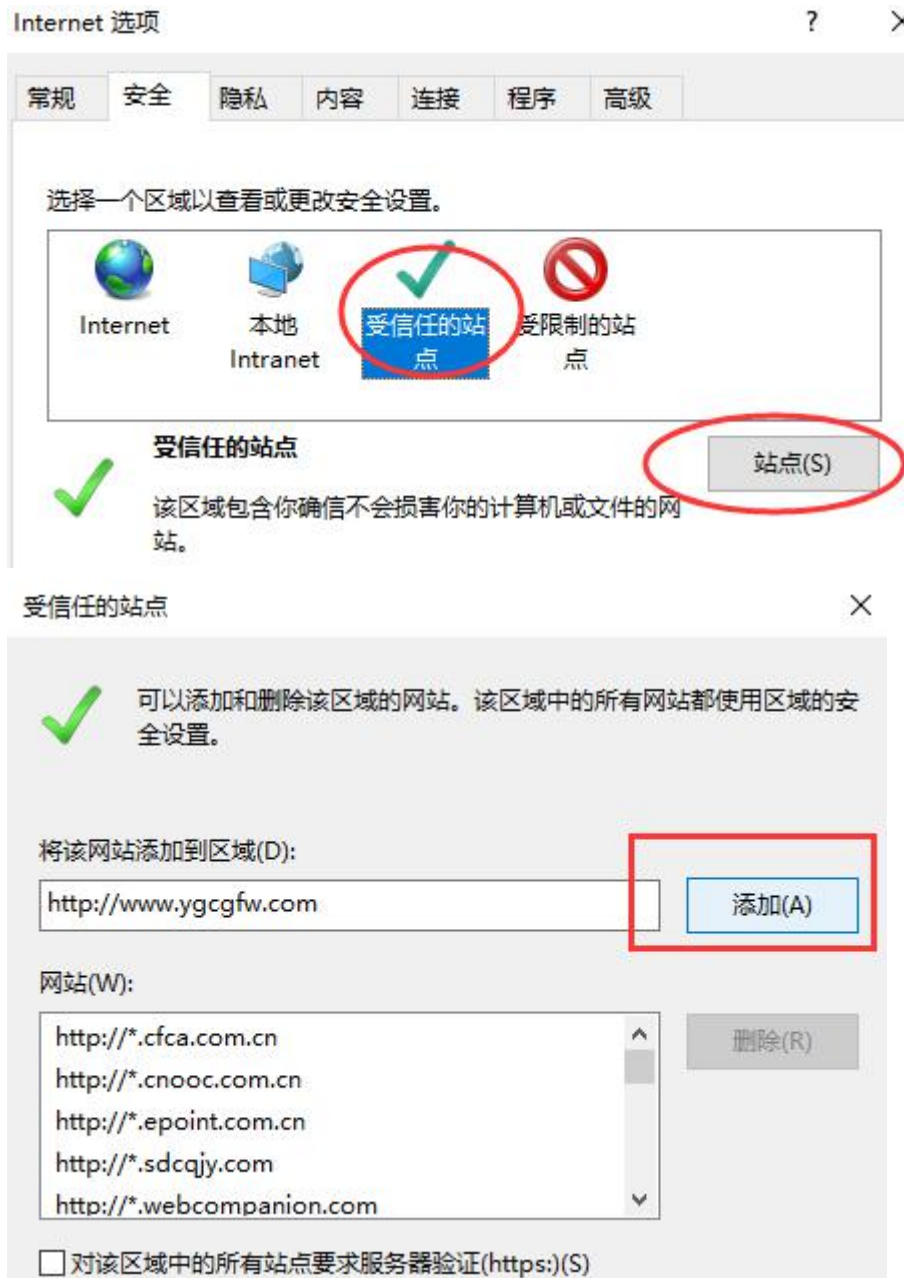 Internet 选项
?
常规 安全 隐私 内容 连接 程序 高级
选择一个区域以查看或更改安全设置。
Internet
本地
Intranet
受信任的站
点
受限制的站
点
受信任的站点
站点(S)
该区域包含你确信不会损害你的计算机或文件的网
站。
受信任的站点
可以添加和删除该区域的网站。该区域中的所有网站都使用区域的安
全设置。
将该网站添加到区域(D):
http://www.ygcgfw.com
添加(A)
网站(W):
http://*.cfca.com.cn
删除(R)
http://*.cnooc.com.cn
http://*.epoint.com.cn
http://*.sdcqjy.com
http://*.webcompanion.com
对该区域中的所有站点要求服务器验证(https:)(S)